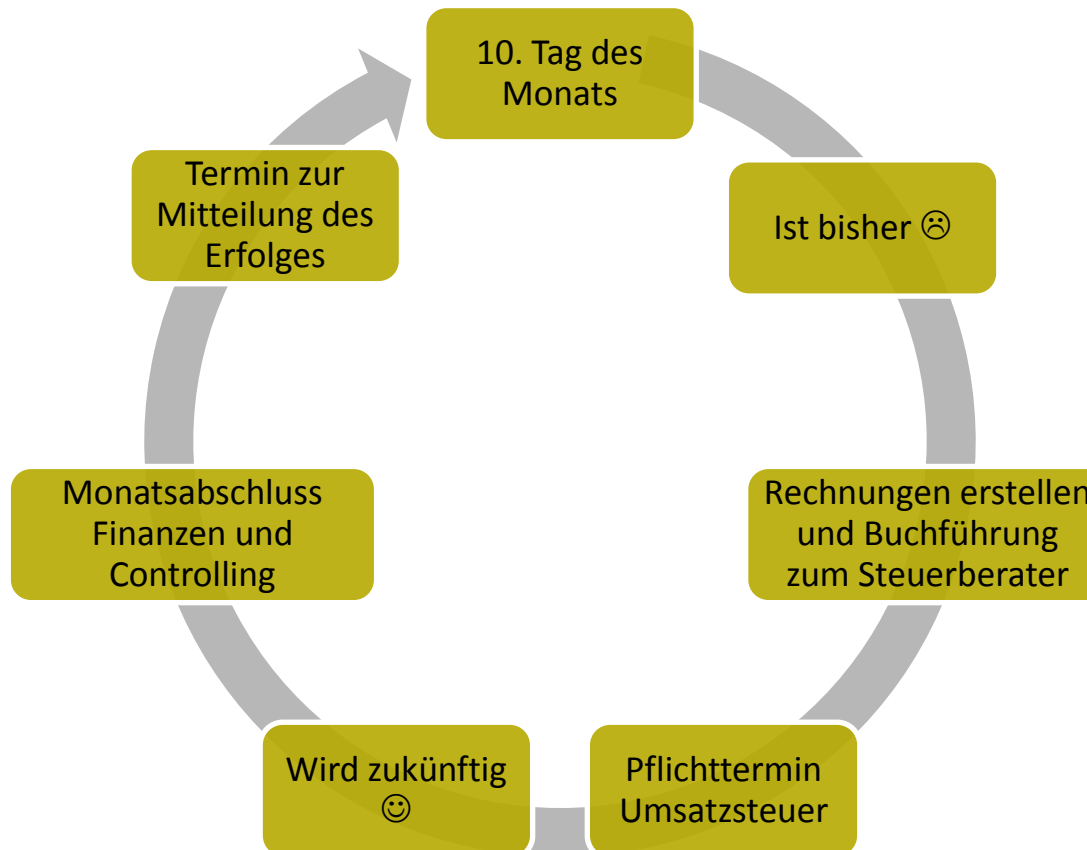 10. Tag des
Monats
Ist bisher ☹
Rechnungen erstellen
und Buchführung
zum Steuerberater
Pflichttermin
Umsatzsteuer
Wird zukünftig
☺
Monatsabschluss
Finanzen und
Controlling
Termin zur
Mitteilung des
Erfolges